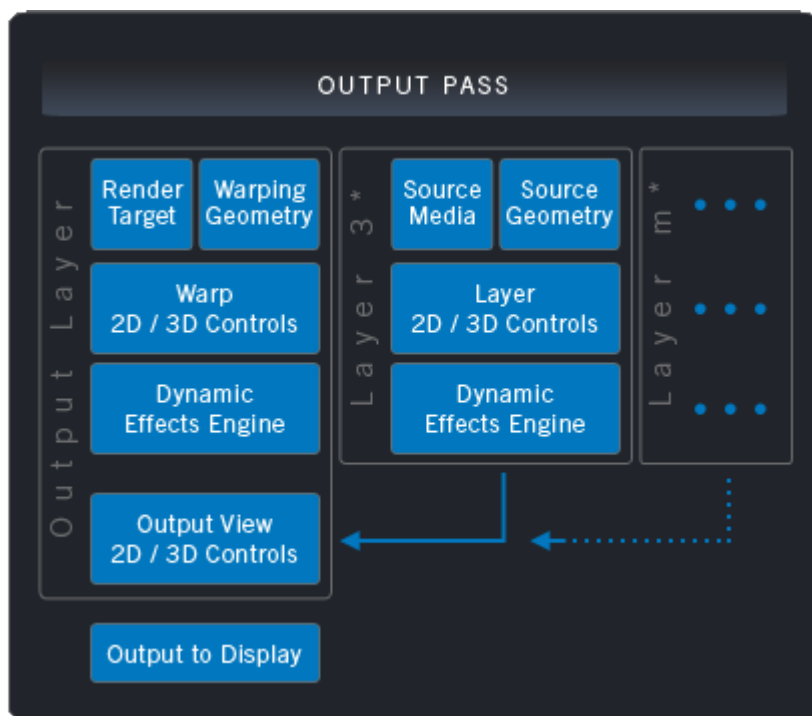 OUTPUT PASS
Output Layer
Render
Target
Warping
Geometry
Warp
2D / 3D Controls
Dynamic
Effects Engine
Output View
2D / 3D Controls
Output to Display
Layer 3*
Source
Media
Source
Geometry
Layer
2D / 3D Controls
Dynamic
Effects Engine
Layer m*